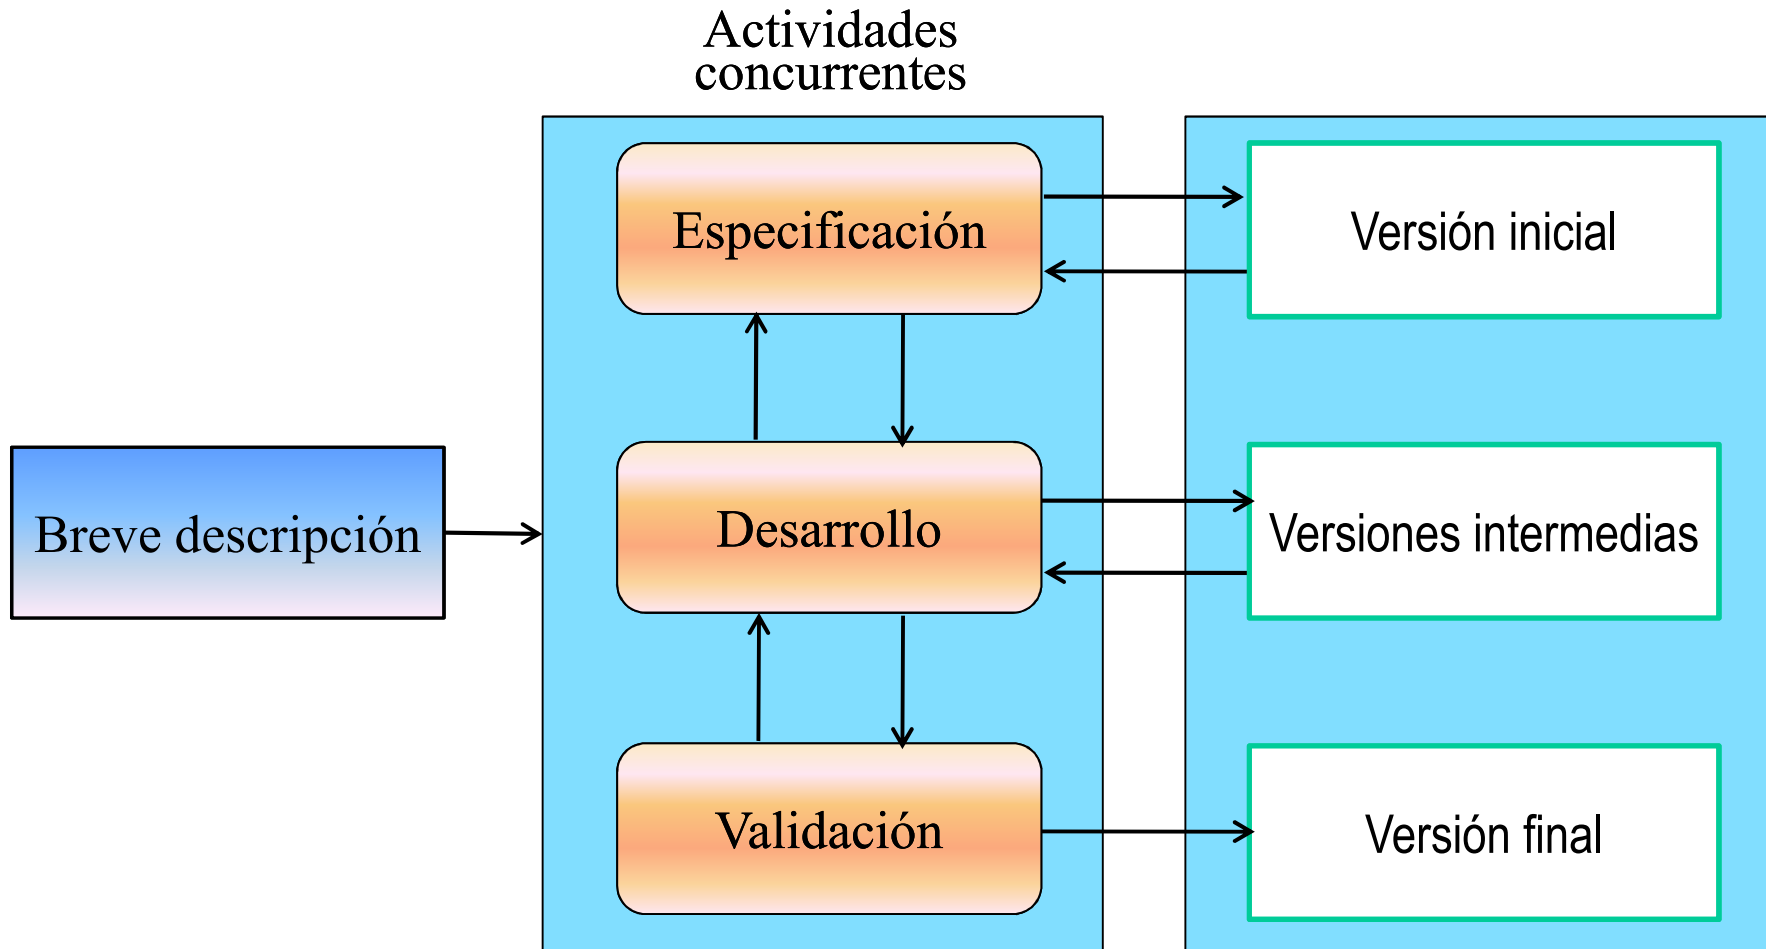 Actividades
concurrentes
Especificación
Versión inicial
Breve descripción
Desarrollo
Versiones intermedias
Validación
Versión final